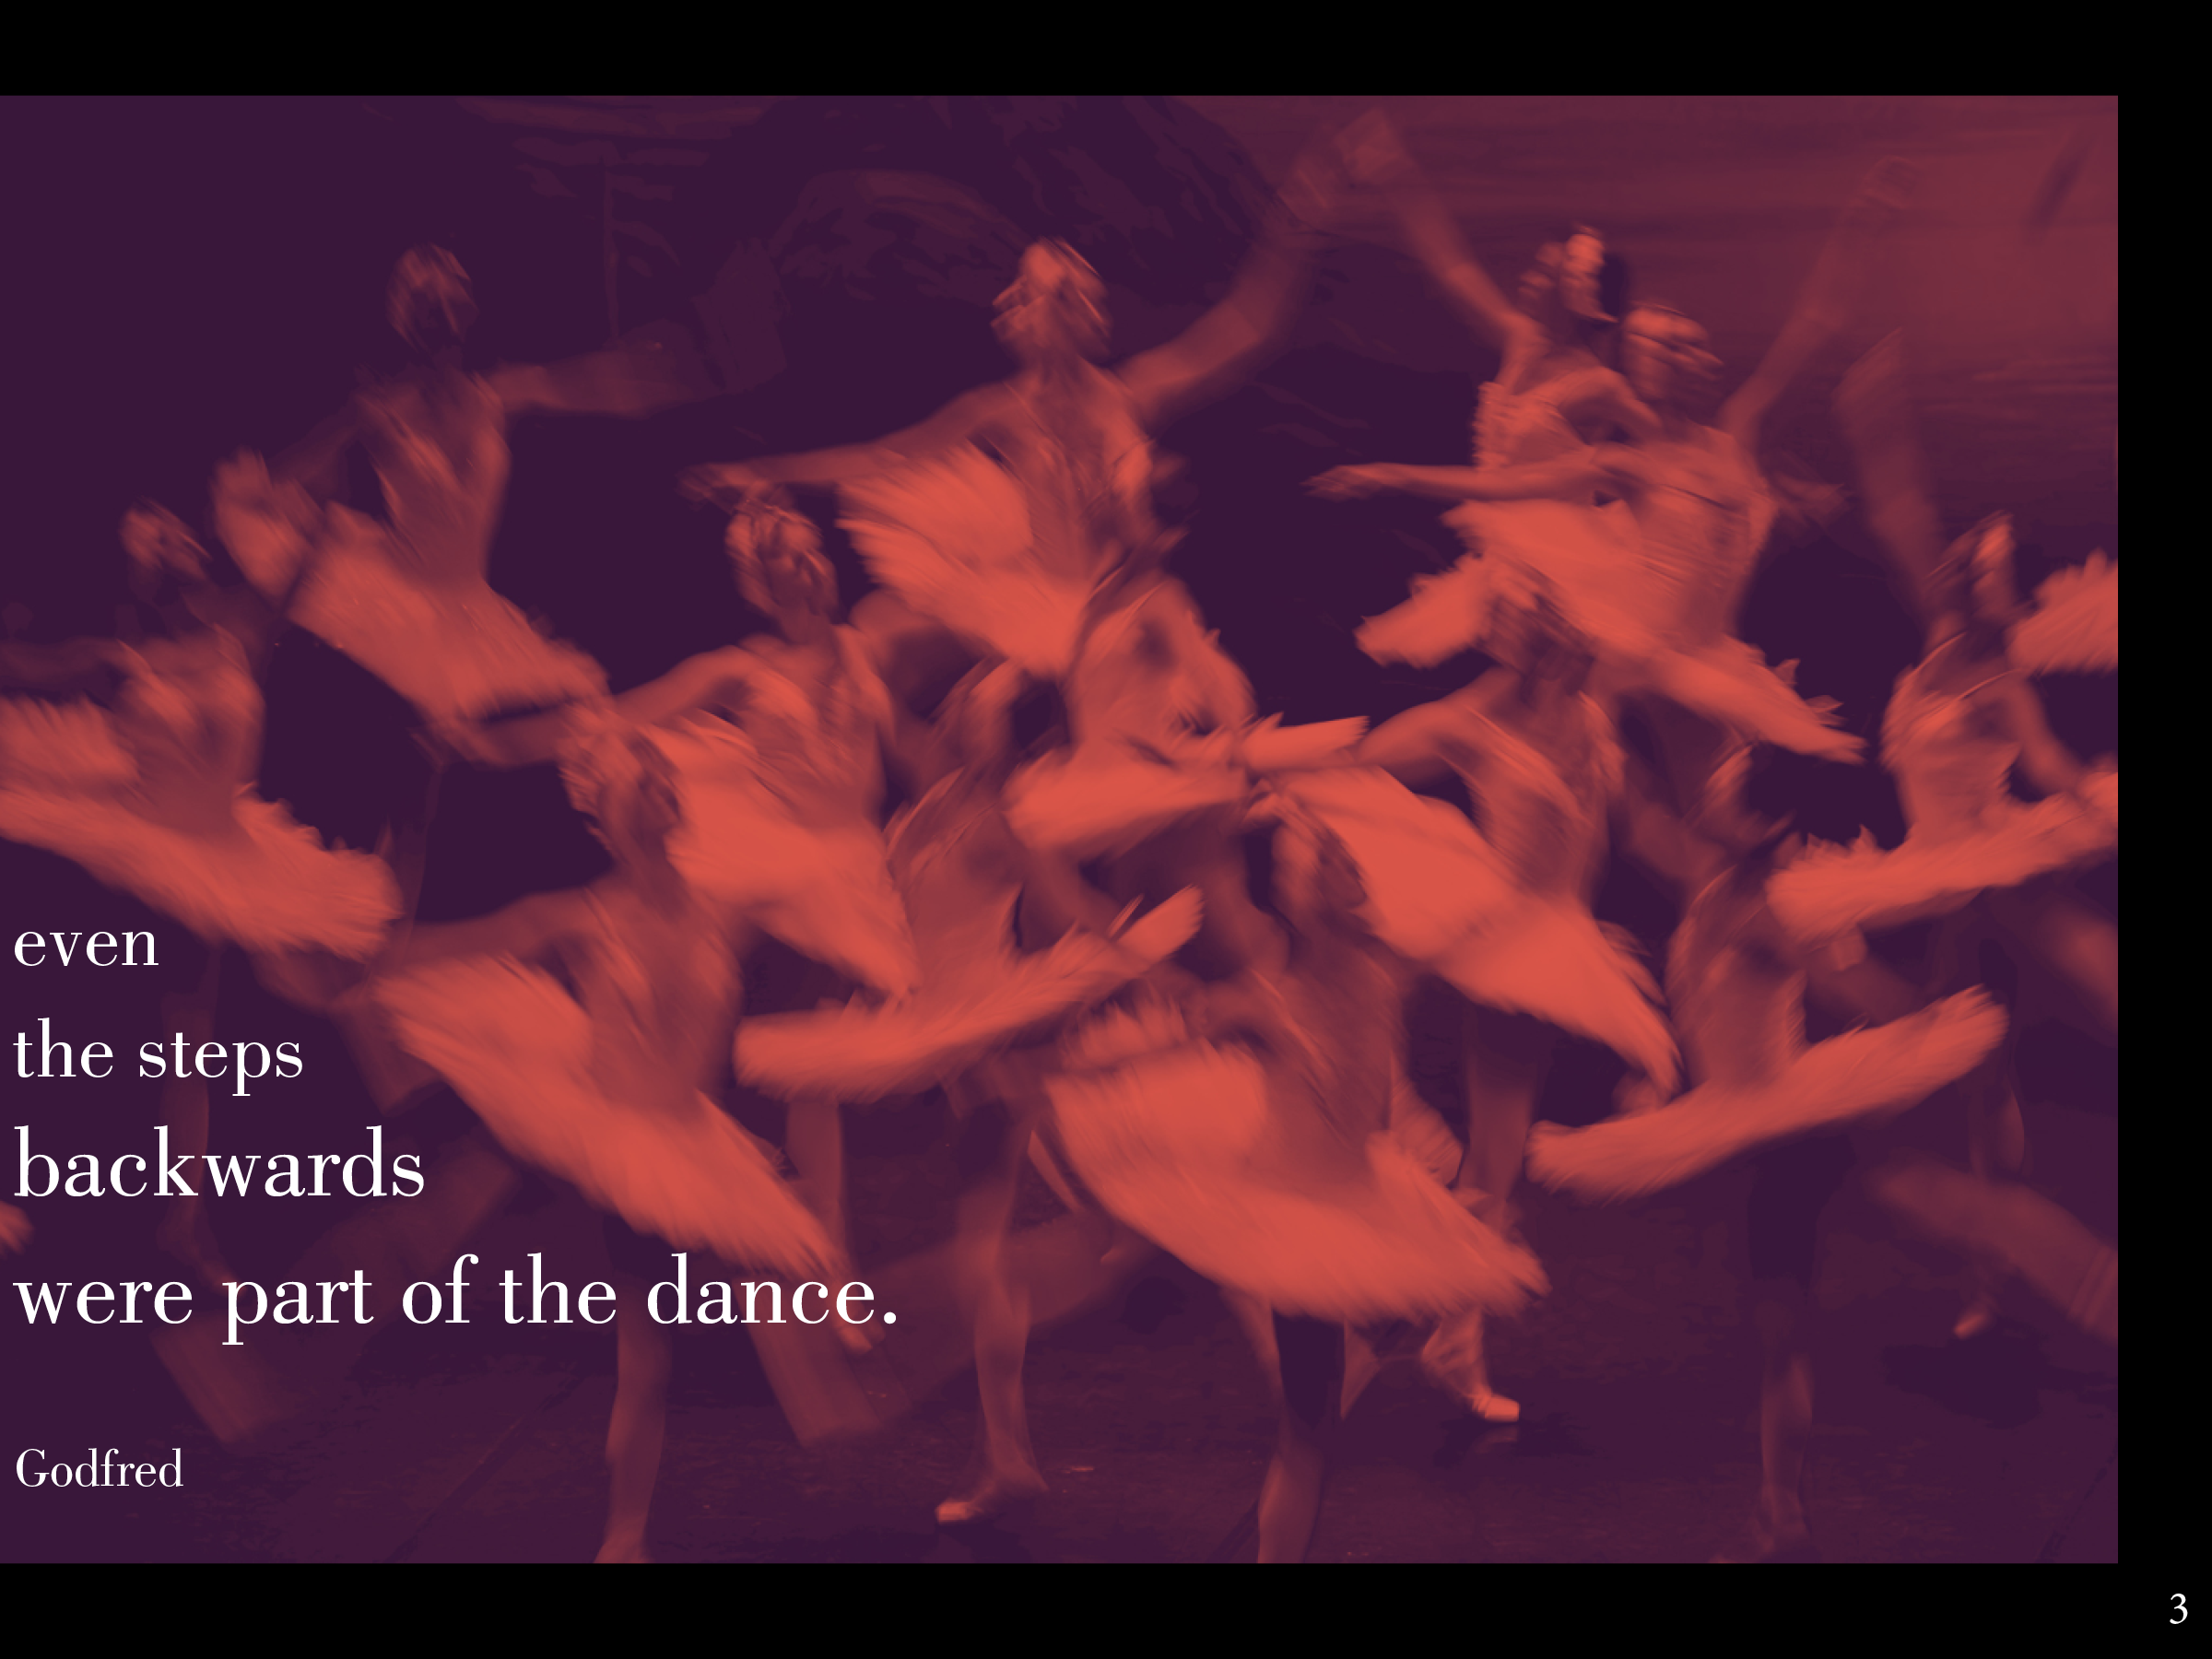 even
the steps
backwards
were part of the dance.
Godfred
3